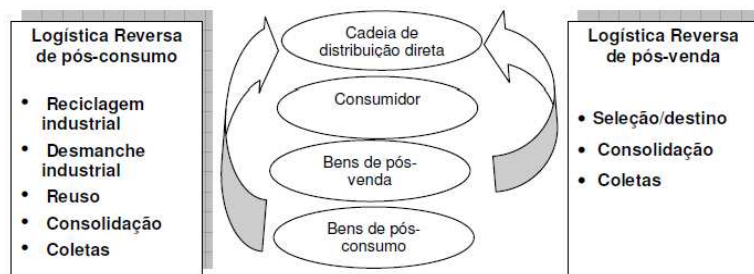 Logística Reversa
de pós-consumo
• Reciclagem
industrial
• Desmanche
industrial
• Reuso
• Consolidação
• Coletas
Cadeia de
distribuição direta
Consumidor
Bens de pós-
venda
Bens de pós-
consumo
Logística Reversa
de pós-venda
• Seleção/destino
• Consolidação
• Coletas